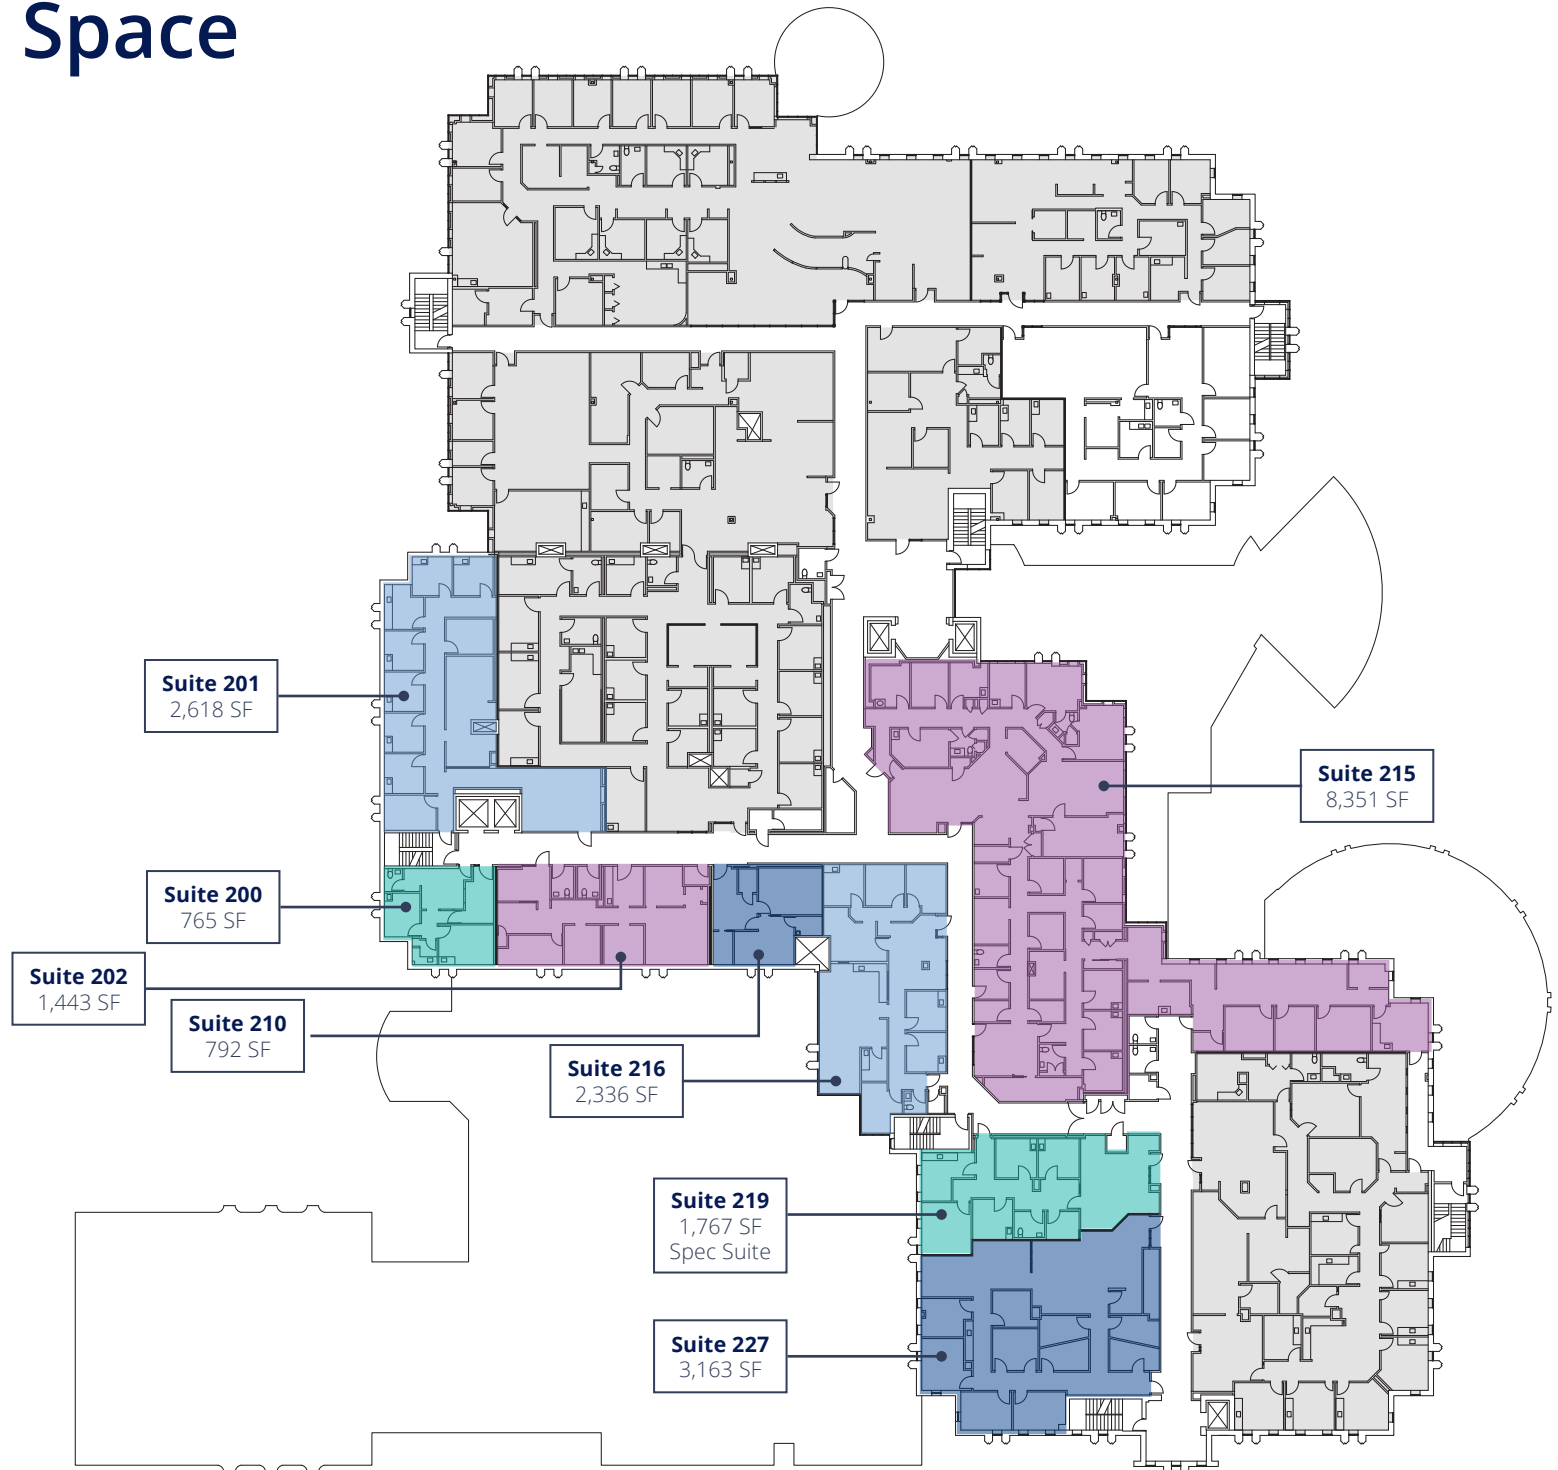 Space
Suite 201
2,618 SF
Suite 215
8,351 SF
Suite 200
765 SF
Suite 202
1,443 SF
Suite 210
792 SF
Suite 216
2,336 SF
Suite 219
1,767 SF
Spec Suite
Suite 227
3,163 SF